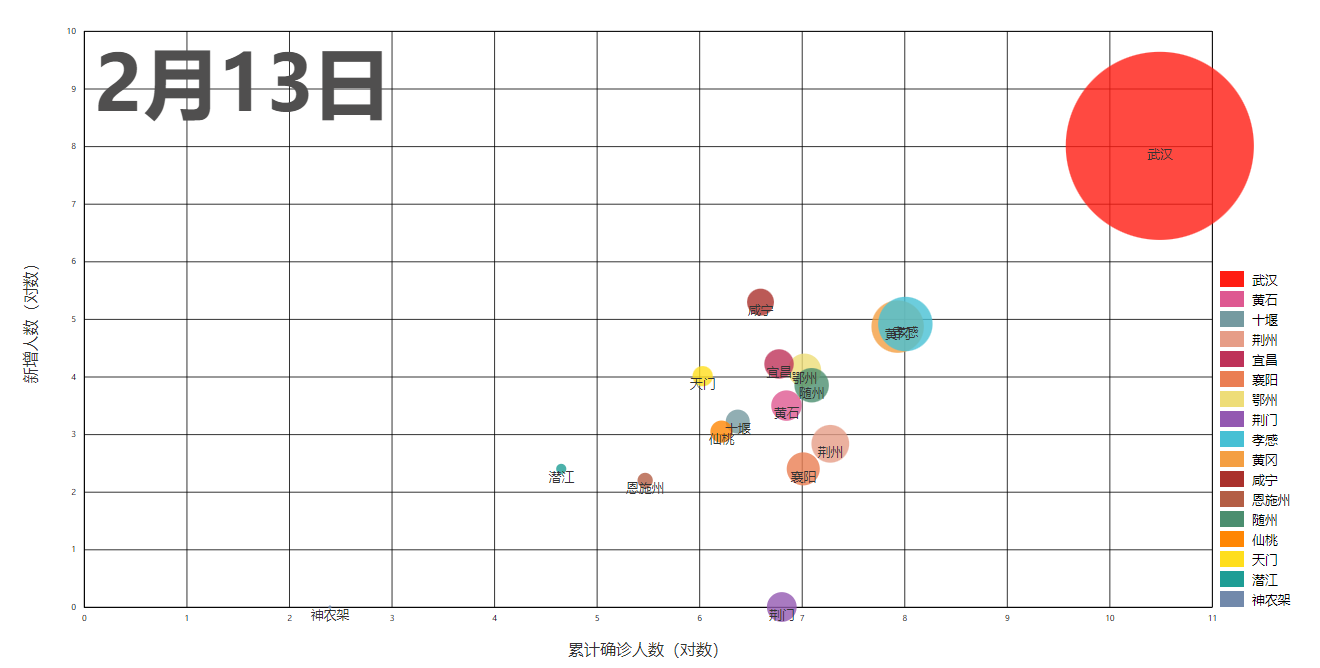 2月13日
10
9
8
7
6
5
4
3
2
1
0
新增人数（对数）
武汉
咸宁
黄冈
孝感
宜昌
鄂州
天门
随州
黄石
十堰
仙桃
荆州
襄阳
潜江
恩施州
神农架
荆门
0 1 2 3 4 5 6 7 8 9 10 11
累计确诊人数（对数）
武汉
黄石
十堰
荆州
宜昌
襄阳
鄂州
荆门
孝感
黄冈
咸宁
恩施州
随州
仙桃
天门
潜江
神农架